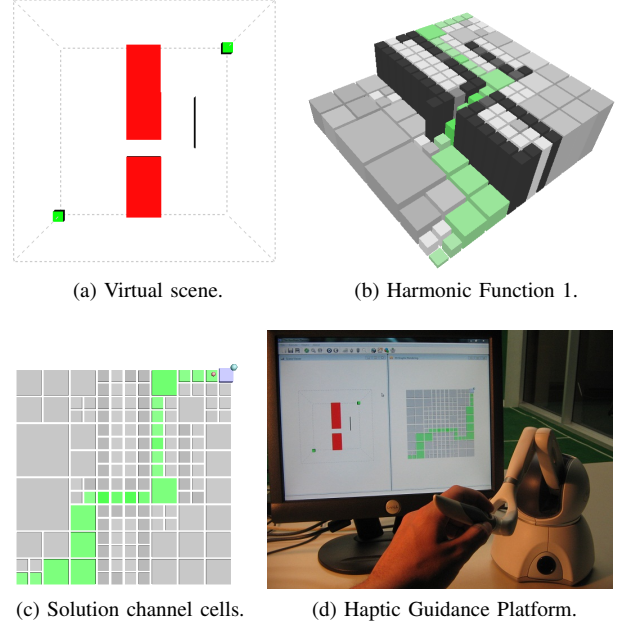 (a) Virtual scene.
(b) Harmonic Function 1.
(c) Solution channel cells.
(d) Haptic Guidance Platform.